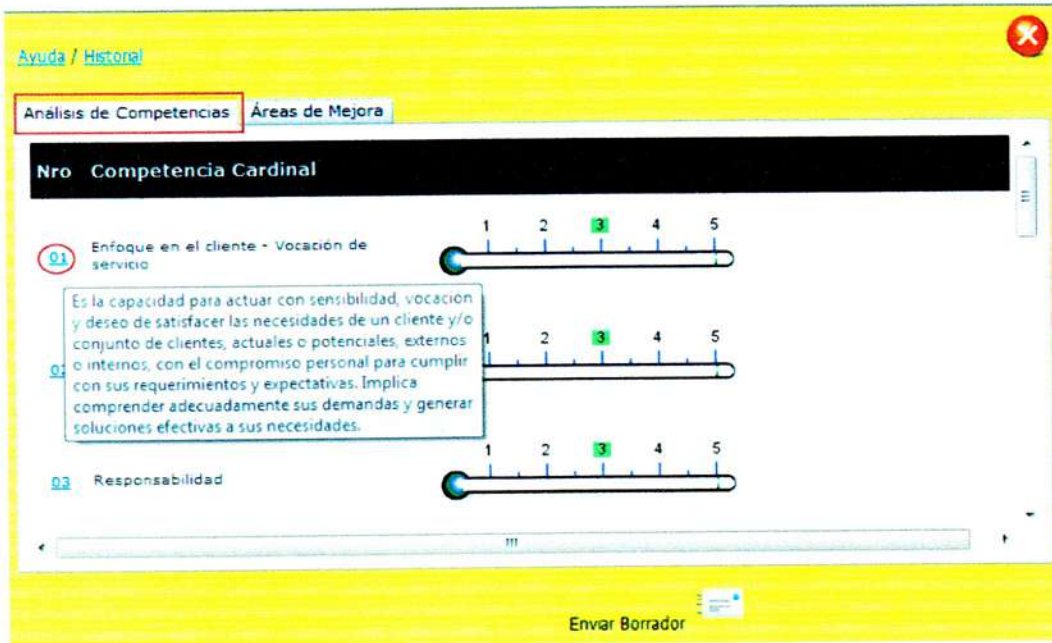 Ayuda / Historial
Análisis de Competencias Áreas de Mejora
Nro Competencia Cardinal
1 2 3 4 5
01 Enfoque en el cliente - Vocación de
servicio
Es la capacidad para actuar con sensibilidad, vocación
y deseo de satisfacer las necesidades de un cliente y/o
conjunto de clientes, actuales o potenciales, externos
o internos, con el compromiso personal para cumplir
con sus requerimientos y expectativas. Implica
comprender adecuadamente sus demandas y generar
soluciones efectivas a sus necesidades.
1 2 3 4 5
1 2 3 4 5
03 Responsabilidad
Enviar Borrador